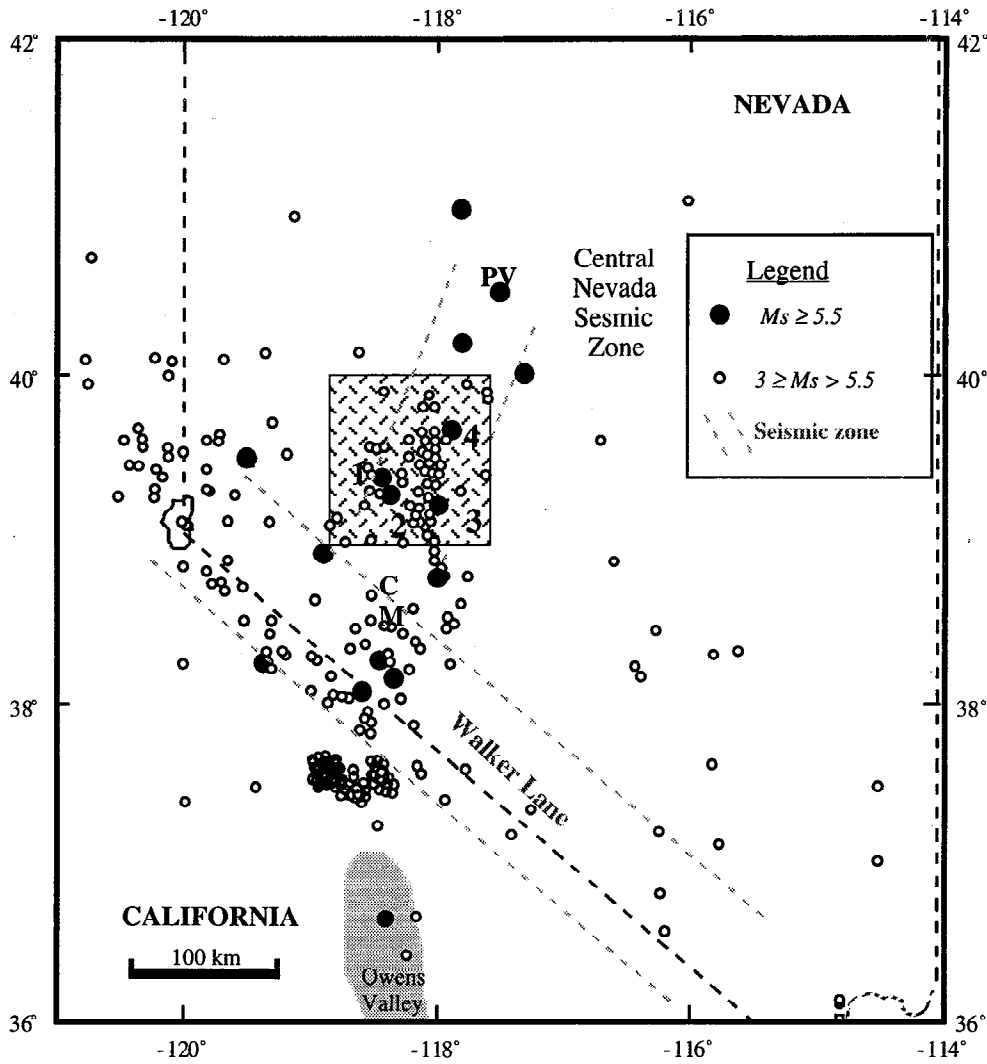 -120°
-118°
-116°
-114°
42°
42°
NEVADA
Central
Nevada
Sesmic
Zone
PV
Legend
Ms ≥ 5.5
3 ≥ Ms > 5.5
Seismic zone
40°
40°
4
1
2
3
C
M
38°
38°
Walker Lane
CALIFORNIA
100 km
Owens
Valley
36°
36°
-120°
-118°
-116°
-114°